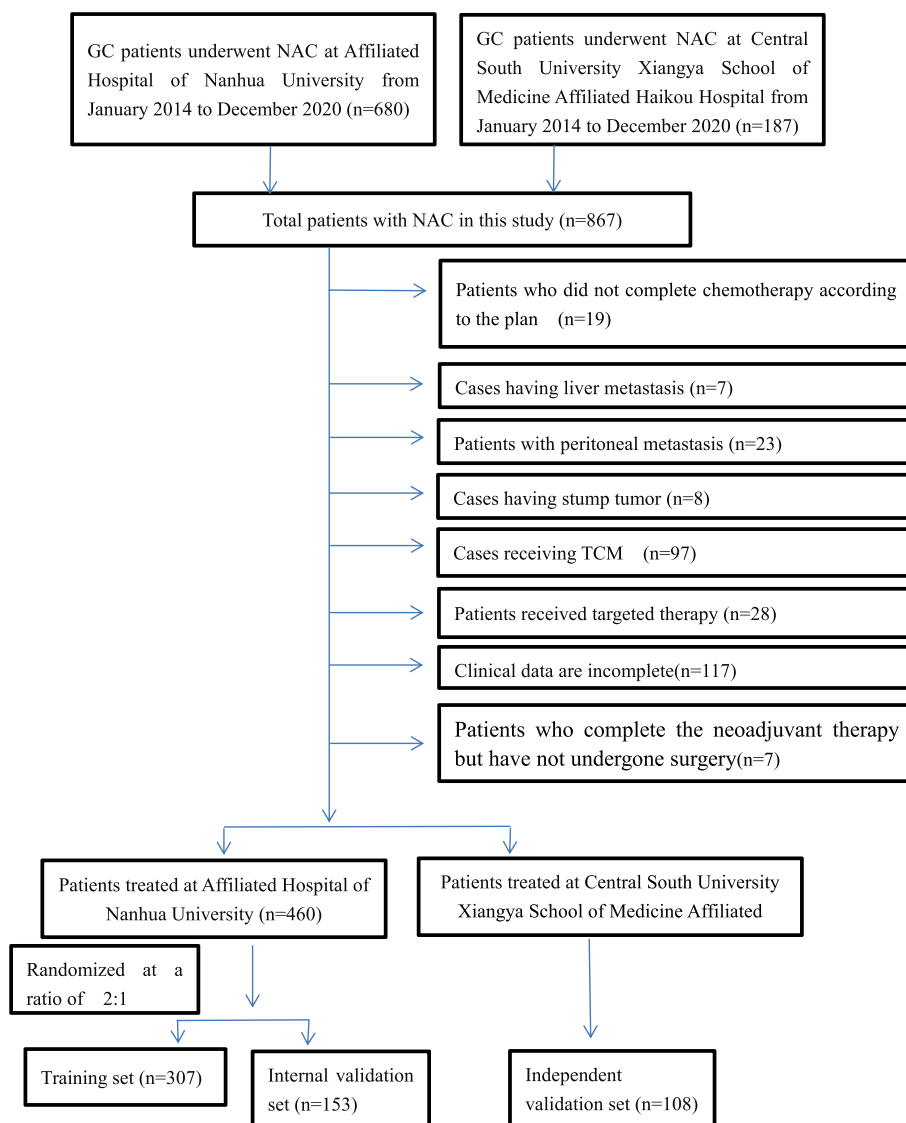 GC patients underwent NAC at Affiliated
Hospital of Nanhua University from
January 2014 to December 2020 (n=680)
GC patients underwent NAC at Central
South University Xiangya School of
Medicine Affiliated Haikou Hospital from
January 2014 to December 2020 (n=187)
Total patients with NAC in this study (n=867)
Patients who did not complete chemotherapy according
to the plan (n=19)
Cases having liver metastasis (n=7)
Patients with peritoneal metastasis (n=23)
Cases having stump tumor (n=8)
Cases receiving TCM (n=97)
Patients received targeted therapy (n=28)
Clinical data are incomplete(n=117)
Patients who complete the neoadjuvant therapy
but have not undergone surgery(n=7)
Patients treated at Affiliated Hospital of
Nanhua University (n=460)
Patients treated at Central South University
Xiangya School of Medicine Affiliated
Randomized at a
ratio of 2:1
Training set (n=307)
Internal validation
set (n=153)
Independent
validation set (n=108)